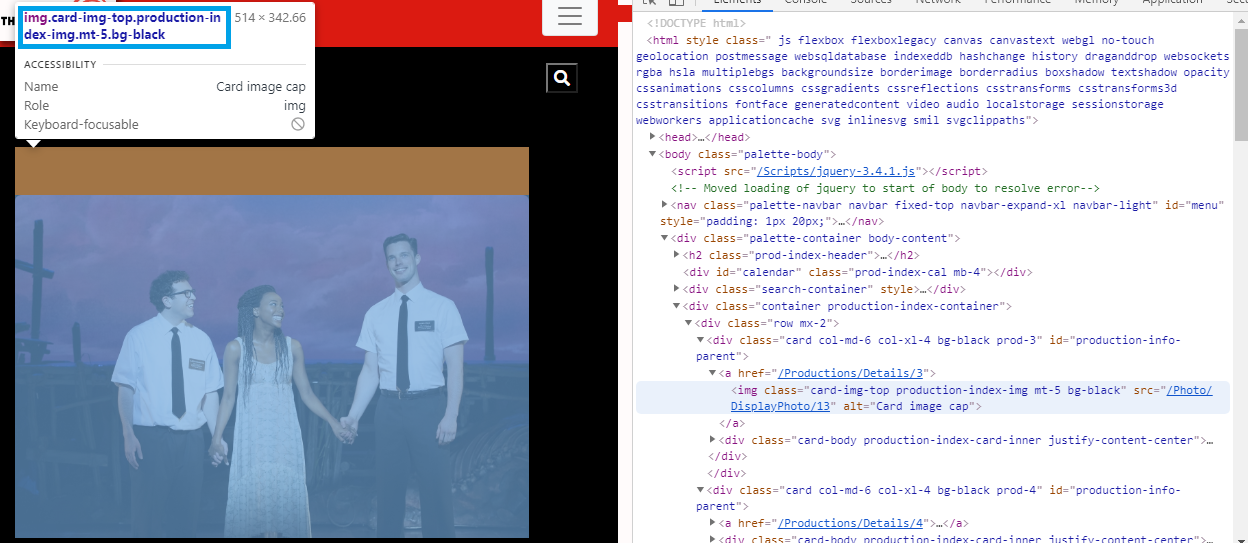 TH
img.card-img-top.production-in
dex-img.mt-5.bg-black
514 × 342.66
ACCESSIBILITY
Name Card image cap
Role img
Keyboard-focusable
Elements
<!DOCTYPE html>
<html style=" js flexbox flexboxlegacy canvas canvastext webgl no-touch
geolocation postmessage websqldatabase indexeddb hashchange history draganddrop websockets
rgba hsla multiplebgs backgroundsize borderimage borderradius boxshadow textshadow opacity
cssanimations csscolumns cssgradients cssreflections csstransforms csstransforms3d
csstransitions fontface generatedcontent video audio localstorage sessionstorage
webworkers applicationcache svg inlinesvg smil svgclippaths">
<head>…</head>
<body class="palette-body">
<script src="/Scripts/jquery-3.4.1.js"></script>
<!-- Moved loading of jquery to start of body to resolve error-->
<nav class="palette-navbar navbar fixed-top navbar-expand-xl navbar-light" id="menu"
style="padding: 1px 20px;">…</nav>
<div class="palette-container body-content">
<h2 class="prod-index-header">…</h2>
<div id="calendar" class="prod-index-cal mb-4"></div>
<div class="search-container" style>…</div>
<div class="container production-index-container">
<div class="row mx-2">
<div class="card col-md-6 col-xl-4 bg-black prod-3" id="production-info-
parent">
<a href="/Productions/Details/3">
<img class="card-img-top production-index-img mt-5 bg-black" src="/Photo/
DisplayPhoto/13" alt="Card image cap">
</a>
<div class="card-body production-index-card-inner justify-content-center">…
</div>
</div>
<div class="card col-md-6 col-xl-4 bg-black prod-4" id="production-info-
parent">
<a href="/Productions/Details/4">…</a>
<div class="card-body production-index-card-inner justify-content-center">…